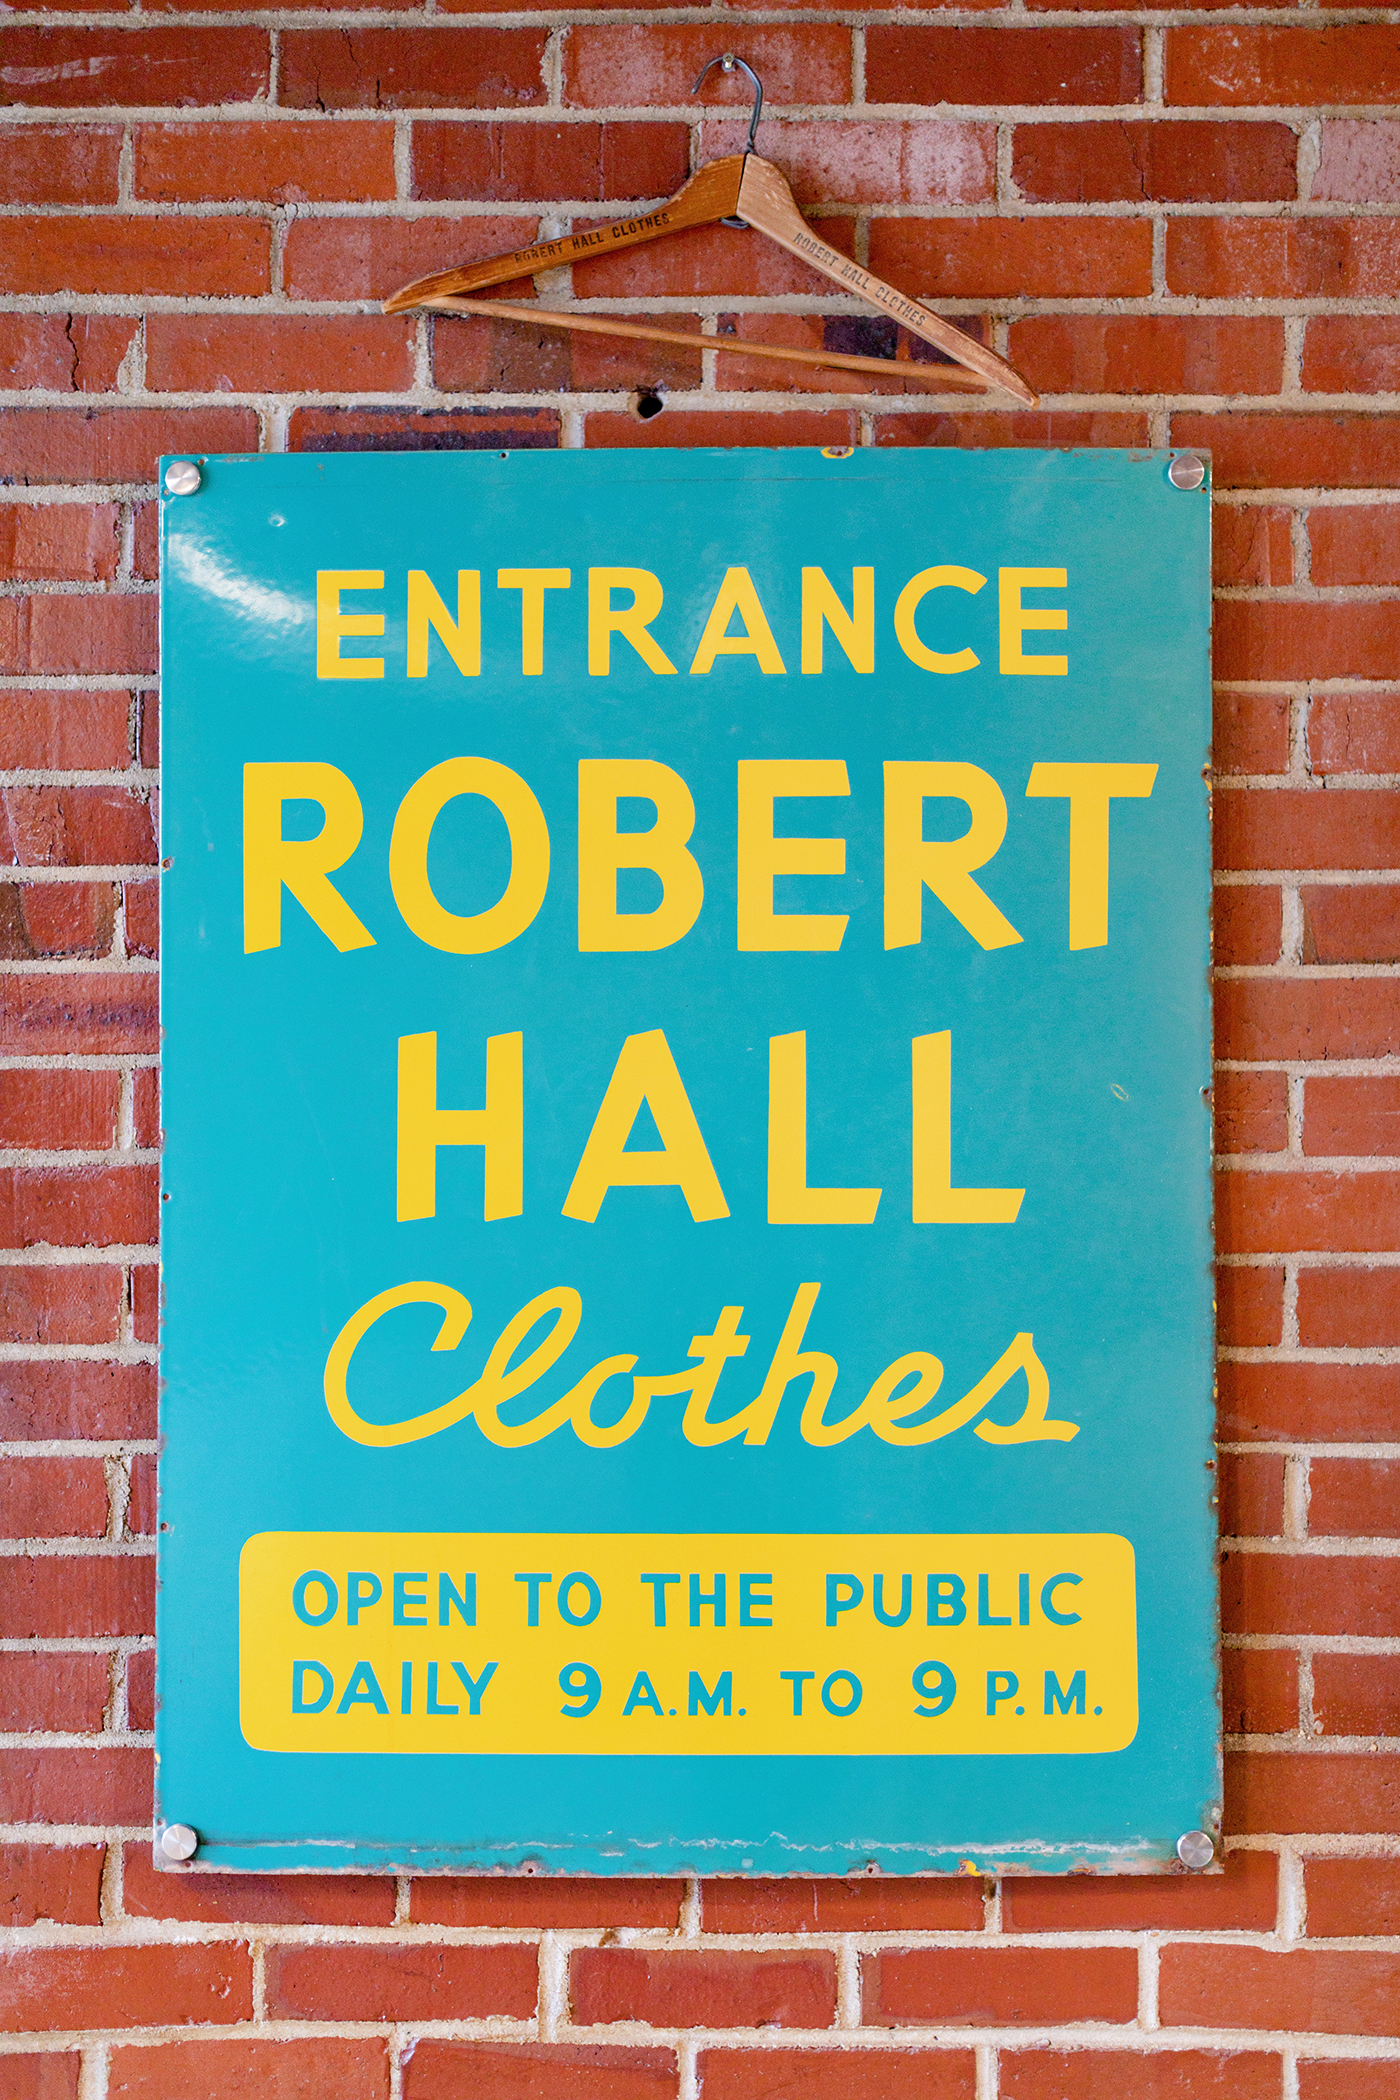 ROBERT HALL CLOTHES
ROBERT HALL CLOTHES
ENTRANCE
ROBERT
HALL
Clothes
OPEN TO THE PUBLIC
DAILY 9 A.M. TO 9 P.M.